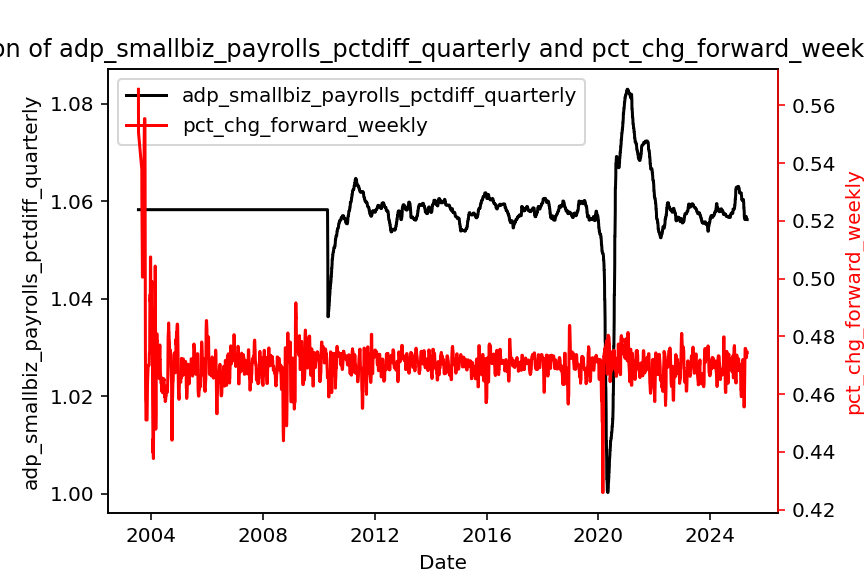 of adp_smallbiz_payrolls_pctdiff_quarterly and
adp_smallbiz_payrolls_pctdiff_quarterly
pct_chg_forward_weekly
adp_smallbiz_payrolls_pctdiff_quarterly
1.08
1.06
1.04
1.02
1.00
0.56
0.54
0.52
0.50
0.48
0.46
0.44
0.42
pct_chg_forward_weekly
2004 2008 2012 2016 2020 2024
Date